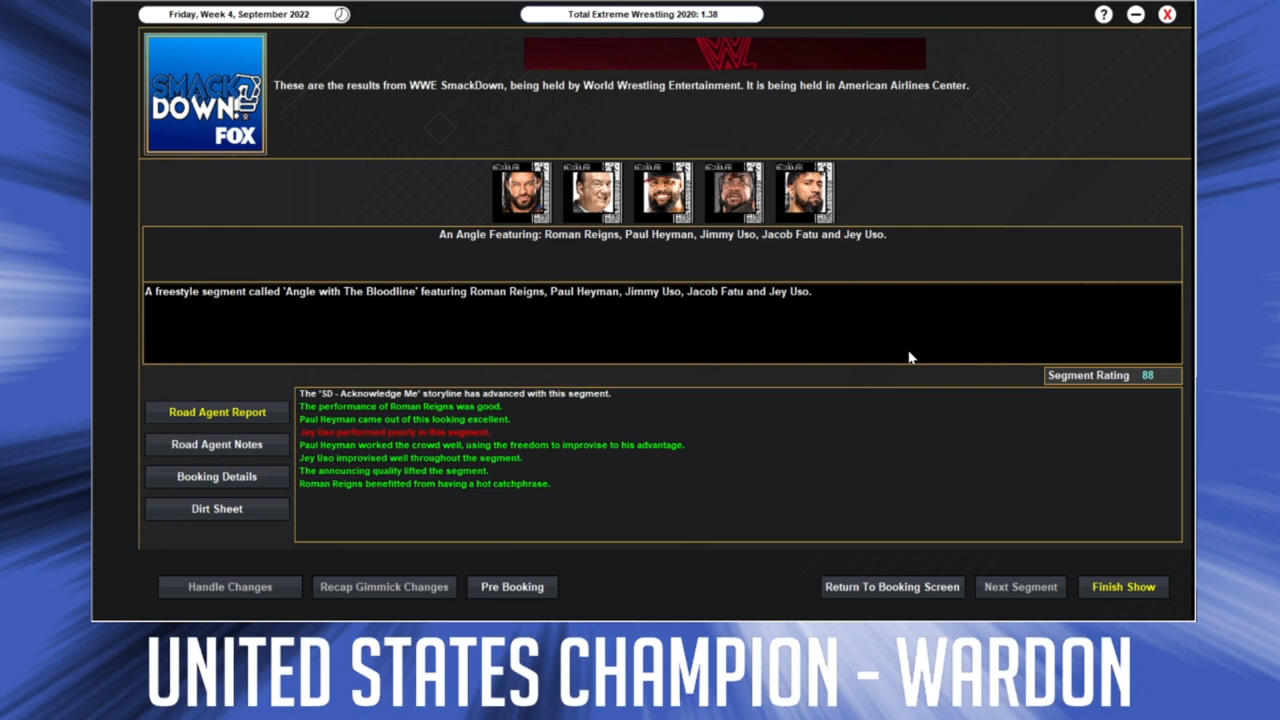 Friday, Week 4, September 2022
Total Extreme Wrestling 2020: 1.38
?
X
SMACK
DOWN!
FOX
These are the results from WWE SmackDown, being held by World Wrestling Entertainment. It is being held in American Airlines Center.
An Angle Featuring: Roman Reigns, Paul Heyman, Jimmy Uso, Jacob Fatu and Jey Uso.
A freestyle segment called 'Angle with The Bloodline' featuring Roman Reigns, Paul Heyman, Jimmy Uso, Jacob Fatu and Jey Uso.
Segment Rating 88
Road Agent Report
Road Agent Notes
Booking Details
Dirt Sheet
The 'SD - Acknowledge Me' storyline has advanced with this segment.
The performance of Roman Reigns was good.
Paul Heyman came out of this looking excellent.
Jey Uso performed poorly in this segment.
Paul Heyman worked the crowd well, using the freedom to improvise to his advantage.
Jey Uso improvised well throughout the segment.
The announcing quality lifted the segment.
Roman Reigns benefitted from having a hot catchphrase.
Handle Changes
Recap Gimmick Changes
Pre Booking
Return To Booking Screen
Next Segment
Finish Show
UNITED STATES CHAMPION - WARDON